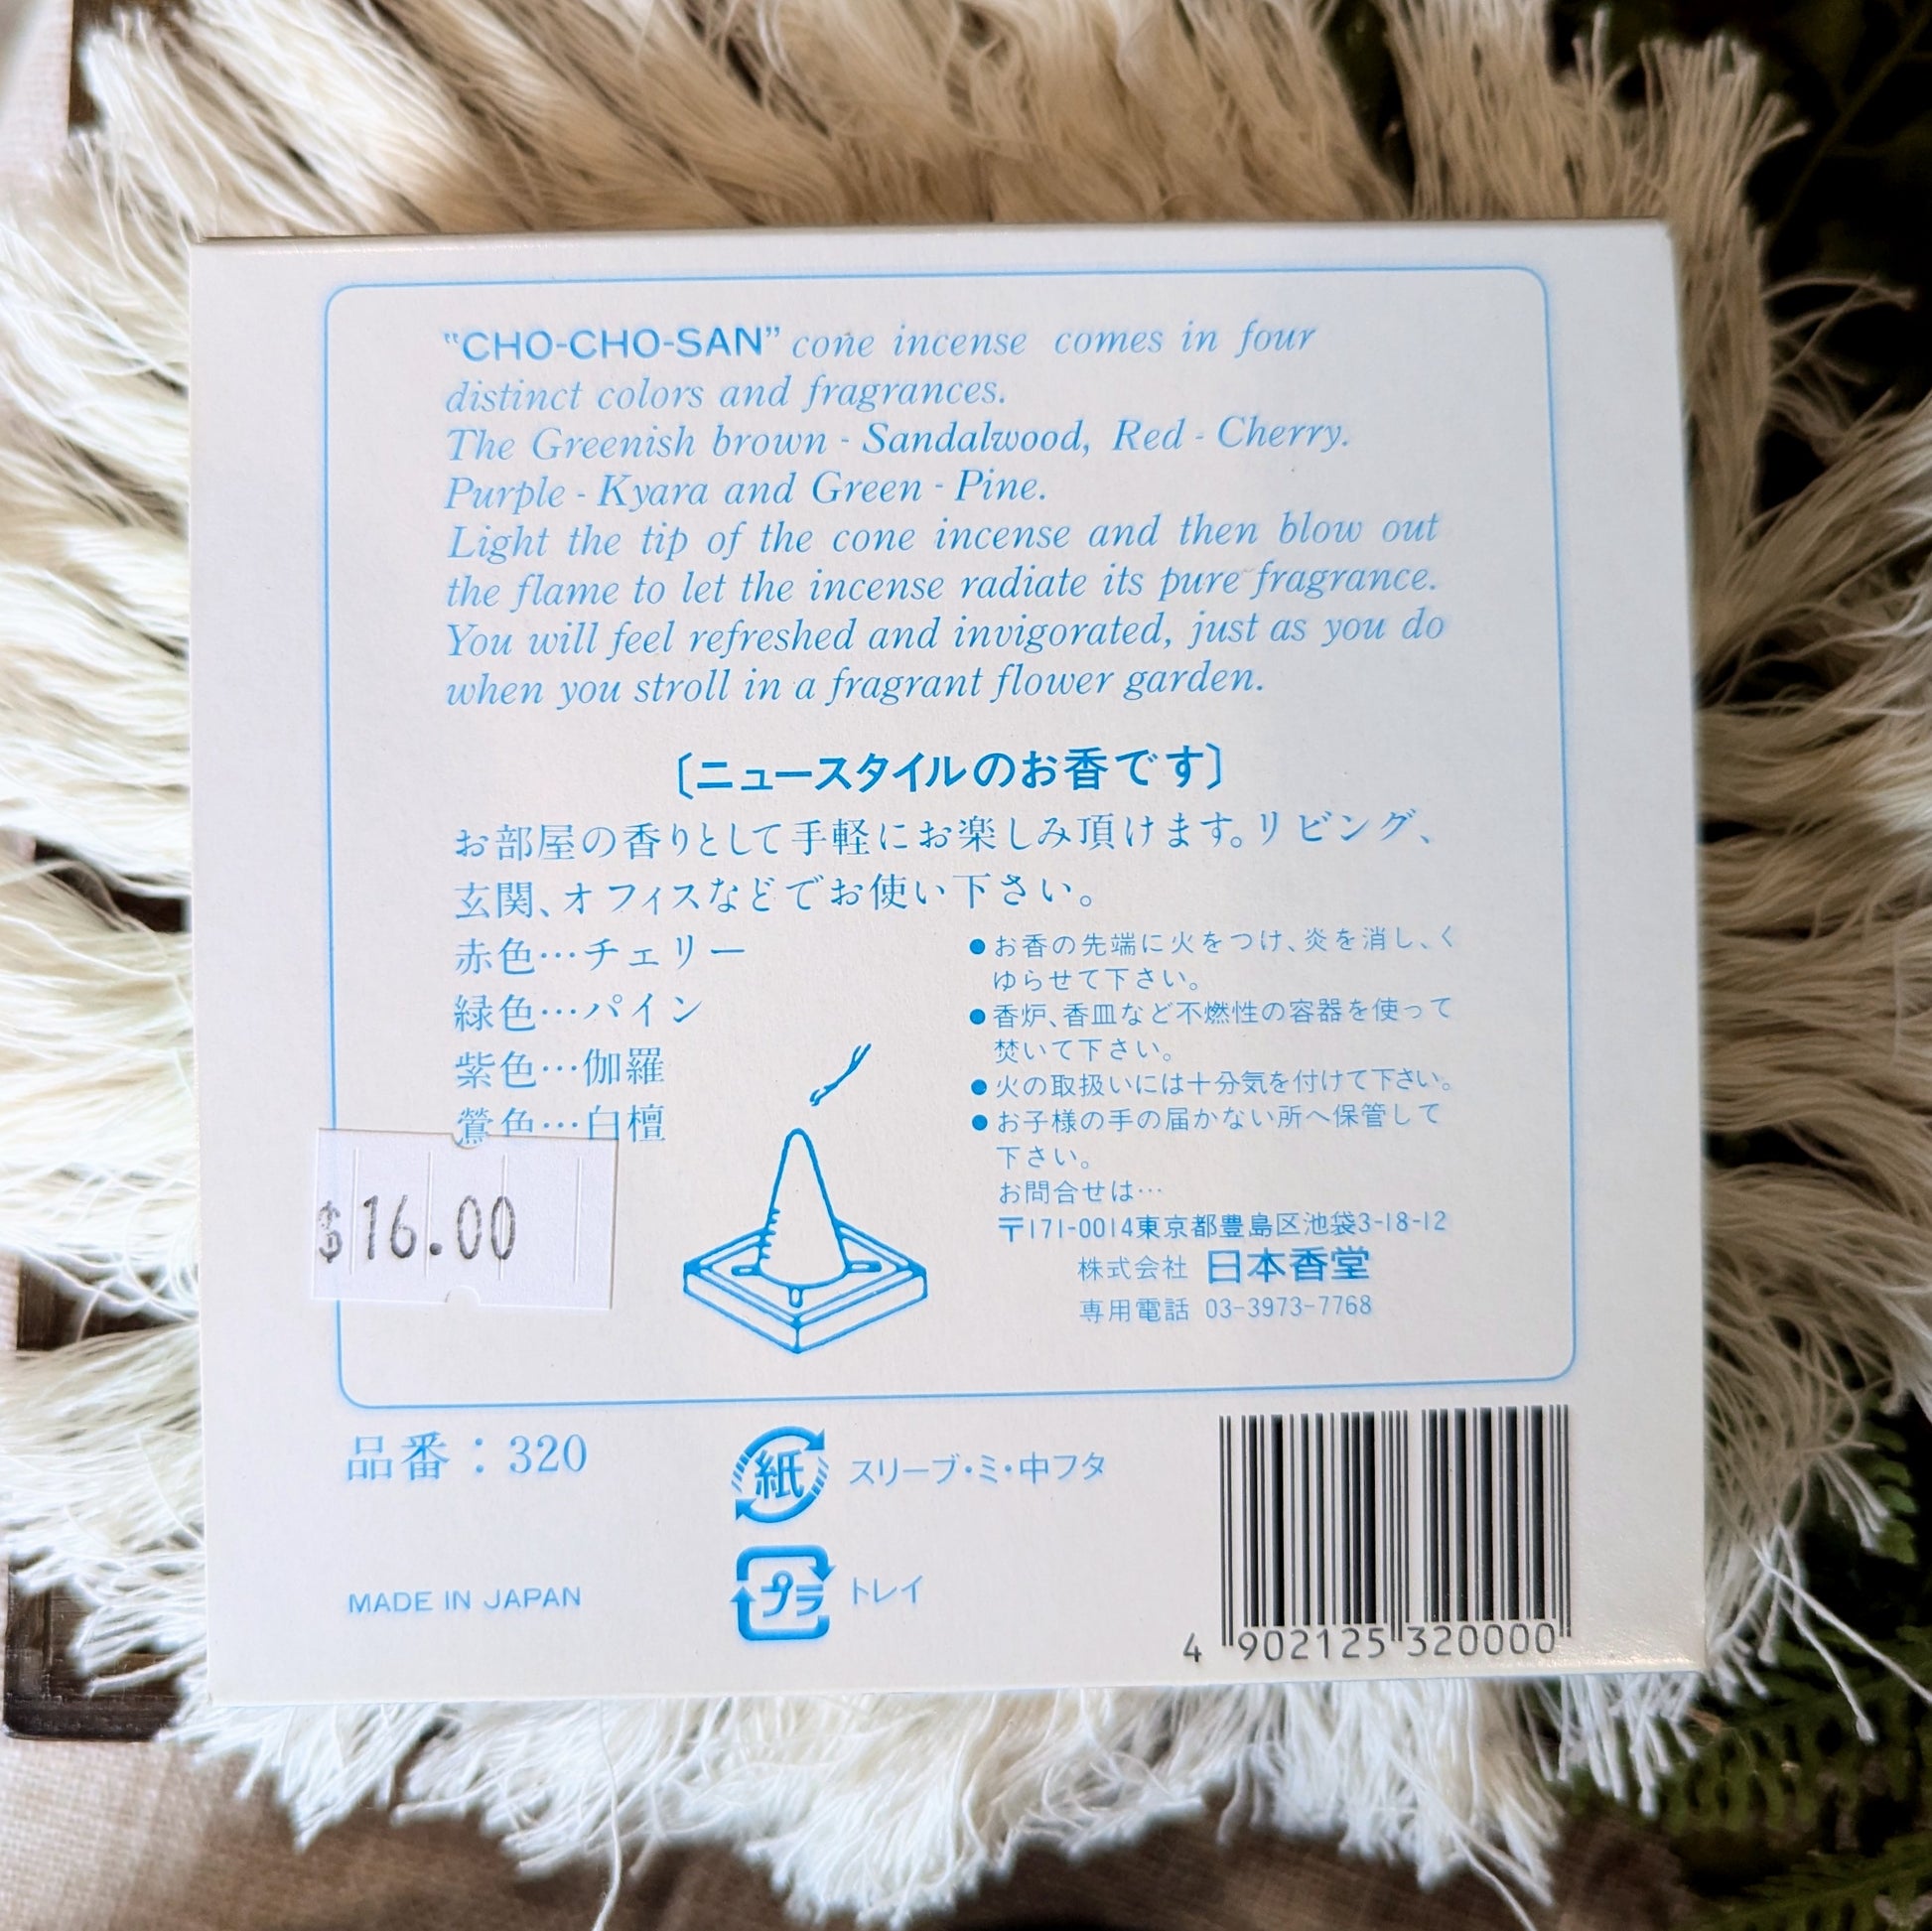 "CHO-CHO-SAN" cone incense comes in four
distinct colors and fragrances.
The Greenish brown - Sandalwood, Red - Cherry.
Purple - Kyara and Green - Pine.
Light the tip of the cone incense and then blow out
the flame to let the incense radiate its pure fragrance.
You will feel refreshed and invigorated, just as you do
when you stroll in a fragrant flower garden.
〔ニュースタイルのお香です〕
お部屋の香りとして手軽にお楽しみ頂けます。リビング、
玄関、オフィスなどでお使い下さい。
赤色…チェリー
緑色…パイン
紫色…伽羅
鶯色…白檀
●お香の先端に火をつけ、炎を消し、く
ゆらせて下さい。
●香炉、香皿など不燃性の容器を使って
焚いて下さい。
●火の取扱いには十分気を付けて下さい。
●お子様の手の届かない所へ保管して
下さい。
お問合せは…
〒171-0014東京都豊島区池袋3-18-12
株式会社 日本香堂
専用電話 03-3973-7768
$16.00
品番：320
紙 スリーブ・ミ・中フタ
MADE IN JAPAN
プラ トレイ
4 902125 320000